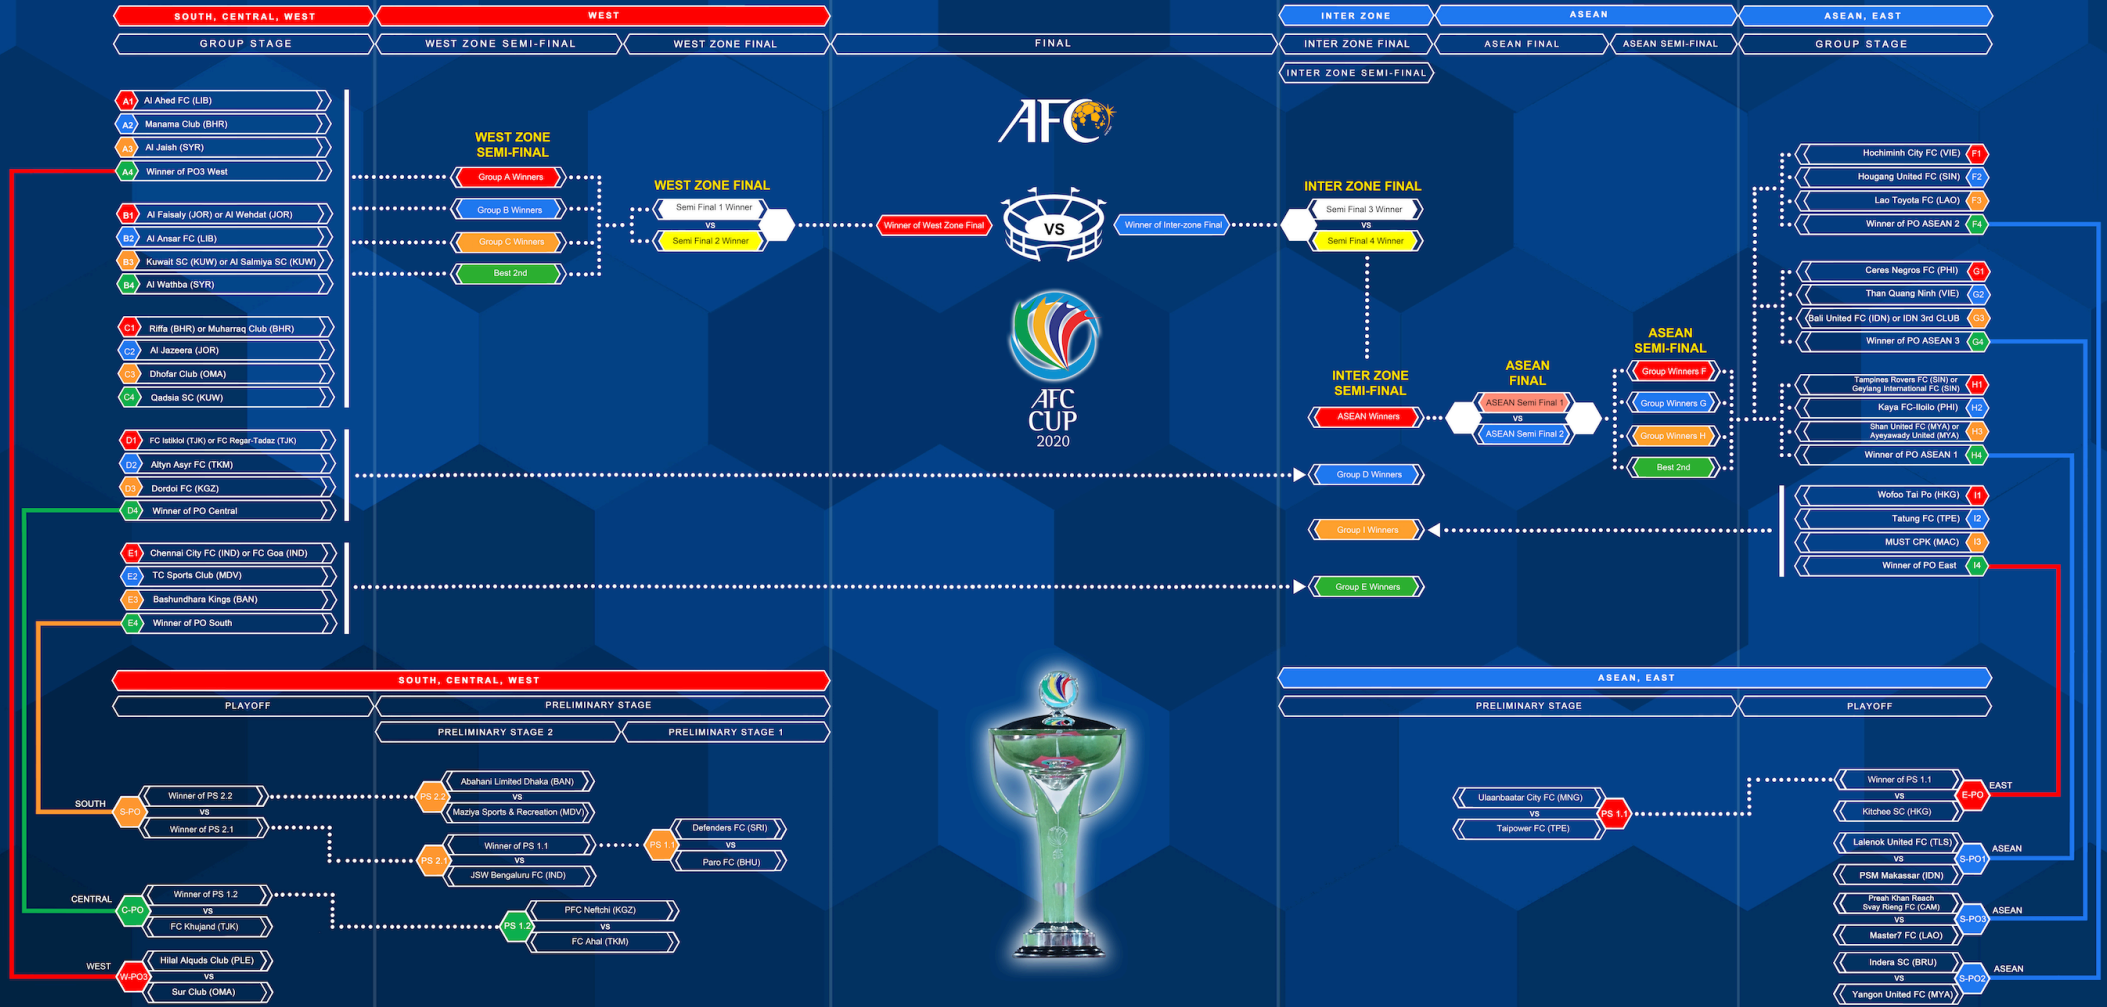 SOUTH, CENTRAL, WEST
WEST
INTER ZONE
ASEAN
ASEAN, EAST
GROUP STAGE
WEST ZONE SEMI-FINAL
WEST ZONE FINAL
FINAL
INTER ZONE FINAL
ASEAN FINAL
ASEAN SEMI-FINAL
GROUP STAGE
INTER ZONE SEMI-FINAL
A1 Al Ahed FC (LIB)
A2 Manama Club (BHR)
A3 Al Jaish (SYR)
A4 Winner of PO3 West
B1 Al Faisaly (JOR) or Al Wehdat (JOR)
B2 Al Ansar FC (LIB)
B3 Kuwait SC (KUW) or Al Salmiya SC (KUW)
B4 Al Wathba (SYR)
C1 Riffa (BHR) or Muharraq Club (BHR)
C2 Al Jazeera (JOR)
C3 Dhofar Club (OMA)
C4 Qadsia SC (KUW)
D1 FC Istiklol (TJK) or FC Regar-Tadaz (TJK)
D2 Altyn Asyr FC (TKM)
D3 Dordoi FC (KGZ)
D4 Winner of PO Central
E1 Chennai City FC (IND) or FC Goa (IND)
E2 TC Sports Club (MDV)
E3 Bashundhara Kings (BAN)
E4 Winner of PO South
WEST ZONE
SEMI-FINAL
Group A Winners
Group B Winners
Group C Winners
Best 2nd
WEST ZONE FINAL
Semi Final 1 Winner
VS
Semi Final 2 Winner
AFC
Winner of West Zone Final
VS
Winner of Inter-zone Final
AFC
CUP
2020
INTER ZONE FINAL
Semi Final 3 Winner
VS
Semi Final 4 Winner
INTER ZONE
SEMI-FINAL
ASEAN Winners
Group D Winners
Group I Winners
Group E Winners
ASEAN
FINAL
ASEAN Semi Final 1
VS
ASEAN Semi Final 2
ASEAN
SEMI-FINAL
Group Winners F
Group Winners G
Group Winners H
Best 2nd
Hochiminh City FC (VIE) F1
Hougang United FC (SIN) F2
Lao Toyota FC (LAO) F3
Winner of PO ASEAN 2 F4
Ceres Negros FC (PHI) G1
Than Quang Ninh (VIE) G2
Bali United FC (IDN) or IDN 3rd CLUB G3
Winner of PO ASEAN 3 G4
Tampines Rovers FC (SIN) or
Geylang International FC (SIN) H1
Kaya FC-Iloilo (PHI) H2
Shan United FC (MYA) or
Ayeyawady United (MYA) H3
Winner of PO ASEAN 1 H4
Wofoo Tai Po (HKG) I1
Tatung FC (TPE) I2
MUST CPK (MAC) I3
Winner of PO East I4
SOUTH, CENTRAL, WEST
PLAYOFF
PRELIMINARY STAGE
PRELIMINARY STAGE 2
PRELIMINARY STAGE 1
SOUTH
S-PO
Winner of PS 2.2
VS
Winner of PS 2.1
PS 2.2
Abahani Limited Dhaka (BAN)
VS
Maziya Sports & Recreation (MDV)
PS 2.1
Winner of PS 1.1
VS
JSW Bengaluru FC (IND)
PS 1.1
Defenders FC (SRI)
VS
Paro FC (BHU)
CENTRAL
C-PO
Winner of PS 1.2
VS
FC Khujand (TJK)
PS 1.2
PFC Neftchi (KGZ)
VS
FC Ahal (TKM)
WEST
W-PO3
Hilal Alquds Club (PLE)
VS
Sur Club (OMA)
ASEAN, EAST
PRELIMINARY STAGE
PLAYOFF
Ulaanbaatar City FC (MNG)
VS
Taipower FC (TPE)
PS 1.1
Winner of PS 1.1
VS
Kitchee SC (HKG)
E-PO
EAST
Lalenok United FC (TLS)
VS
PSM Makassar (IDN)
S-PO1
ASEAN
Preah Khan Reach
Svay Rieng FC (CAM)
VS
Master7 FC (LAO)
S-PO3
ASEAN
Indera SC (BRU)
VS
Yangon United FC (MYA)
S-PO2
ASEAN